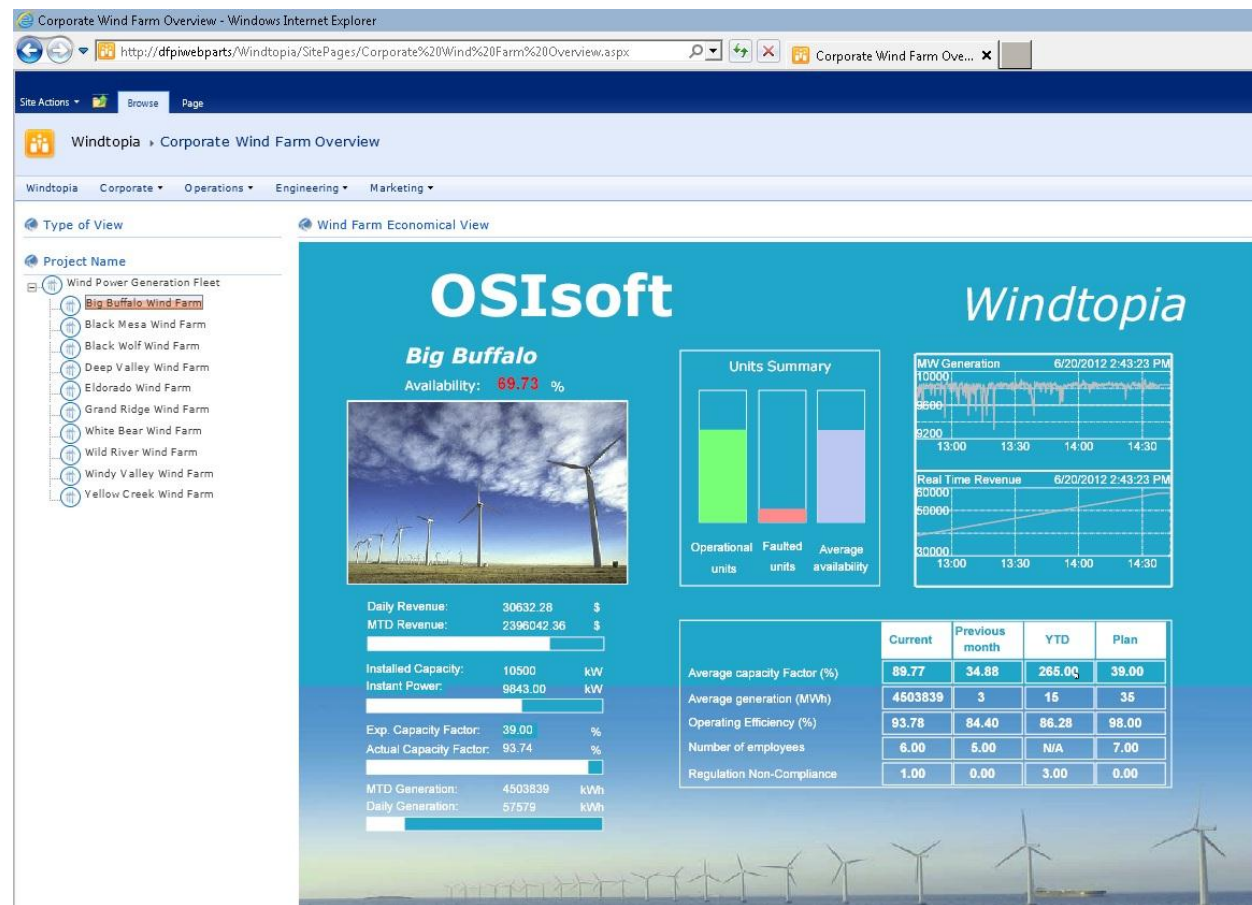 Corporate Wind Farm Overview - Windows Internet Explorer
http://dfpiwebparts/Windtopia/SitePages/Corporate%20Wind%20Farm%20Overview.aspx
Corporate Wind Farm Ove...
Site Actions
Browse
Page
Windtopia › Corporate Wind Farm Overview
Windtopia Corporate Operations Engineering Marketing
Type of View
Project Name
Wind Power Generation Fleet
Big Buffalo Wind Farm
Black Mesa Wind Farm
Black Wolf Wind Farm
Deep Valley Wind Farm
Eldorado Wind Farm
Grand Ridge Wind Farm
White Bear Wind Farm
Wild River Wind Farm
Windy Valley Wind Farm
Yellow Creek Wind Farm
Wind Farm Economical View
OSIsoft
Windtopia
Big Buffalo
Availability: 69.73 %
Daily Revenue: 30632.28 $
MTD Revenue: 2396042.36 $
Installed Capacity: 10500 kW
Instant Power: 9843.00 kW
Exp. Capacity Factor: 39.00 %
Actual Capacity Factor: 93.74 %
MTD Generation: 4503839 kWh
Daily Generation: 57579 kWh
Units Summary
Operational units
Faulted units
Average availability
MW Generation 6/20/2012 2:43:23 PM
10000
9600
9200
13:00 13:30 14:00 14:30
Real Time Revenue 6/20/2012 2:43:23 PM
60000
50000
30000
13:00 13:30 14:00 14:30
Current Previous month YTD Plan
Average capacity Factor (%) 89.77 34.88 265.00 39.00
Average generation (MWh) 4503839 3 15 35
Operating Efficiency (%) 93.78 84.40 86.28 98.00
Number of employees 6.00 5.00 N/A 7.00
Regulation Non-Compliance 1.00 0.00 3.00 0.00